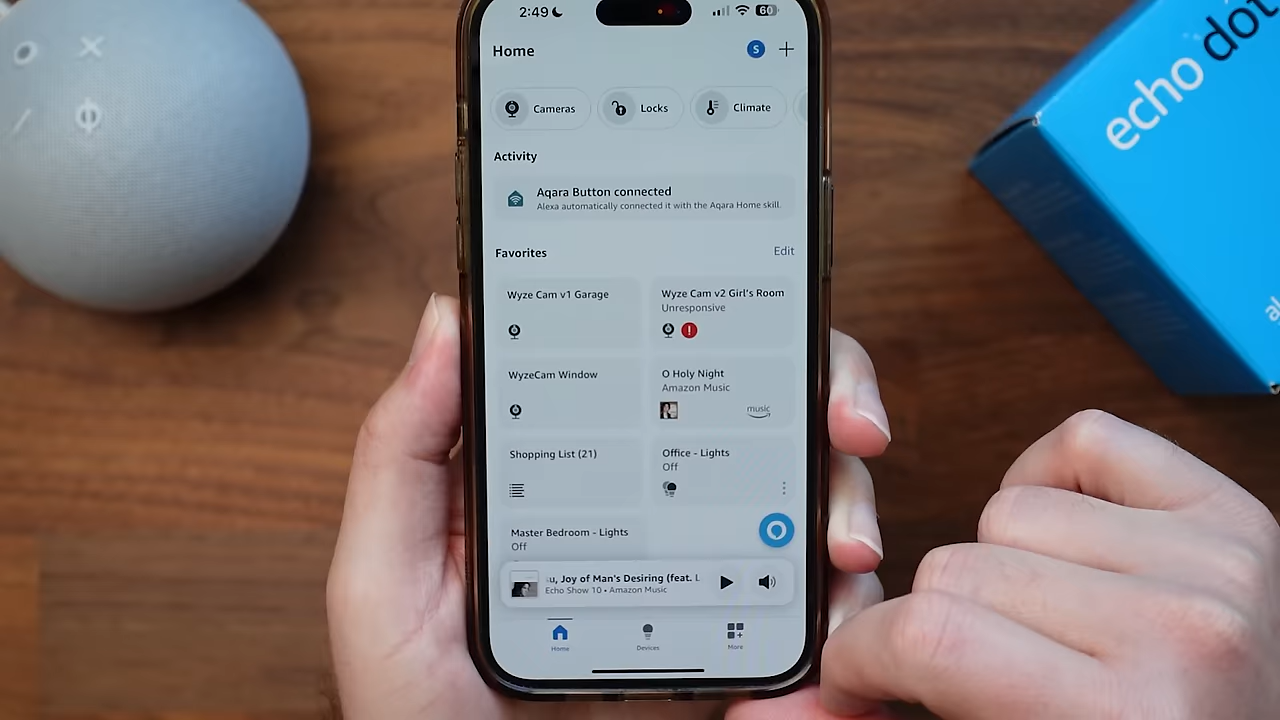 2:49
60
Home
S
Cameras
Locks
Climate
Activity
Aqara Button connected
Alexa automatically connected it with the Aqara Home skill.
Favorites
Edit
Wyze Cam v1 Garage
Wyze Cam v2 Girl's Room
Unresponsive
WyzeCam Window
O Holy Night
Amazon Music
music
Shopping List (21)
Office - Lights
Off
Master Bedroom - Lights
Off
u, Joy of Man's Desiring (feat. L
Echo Show 10 • Amazon Music
Home
Devices
More
echo dot
al